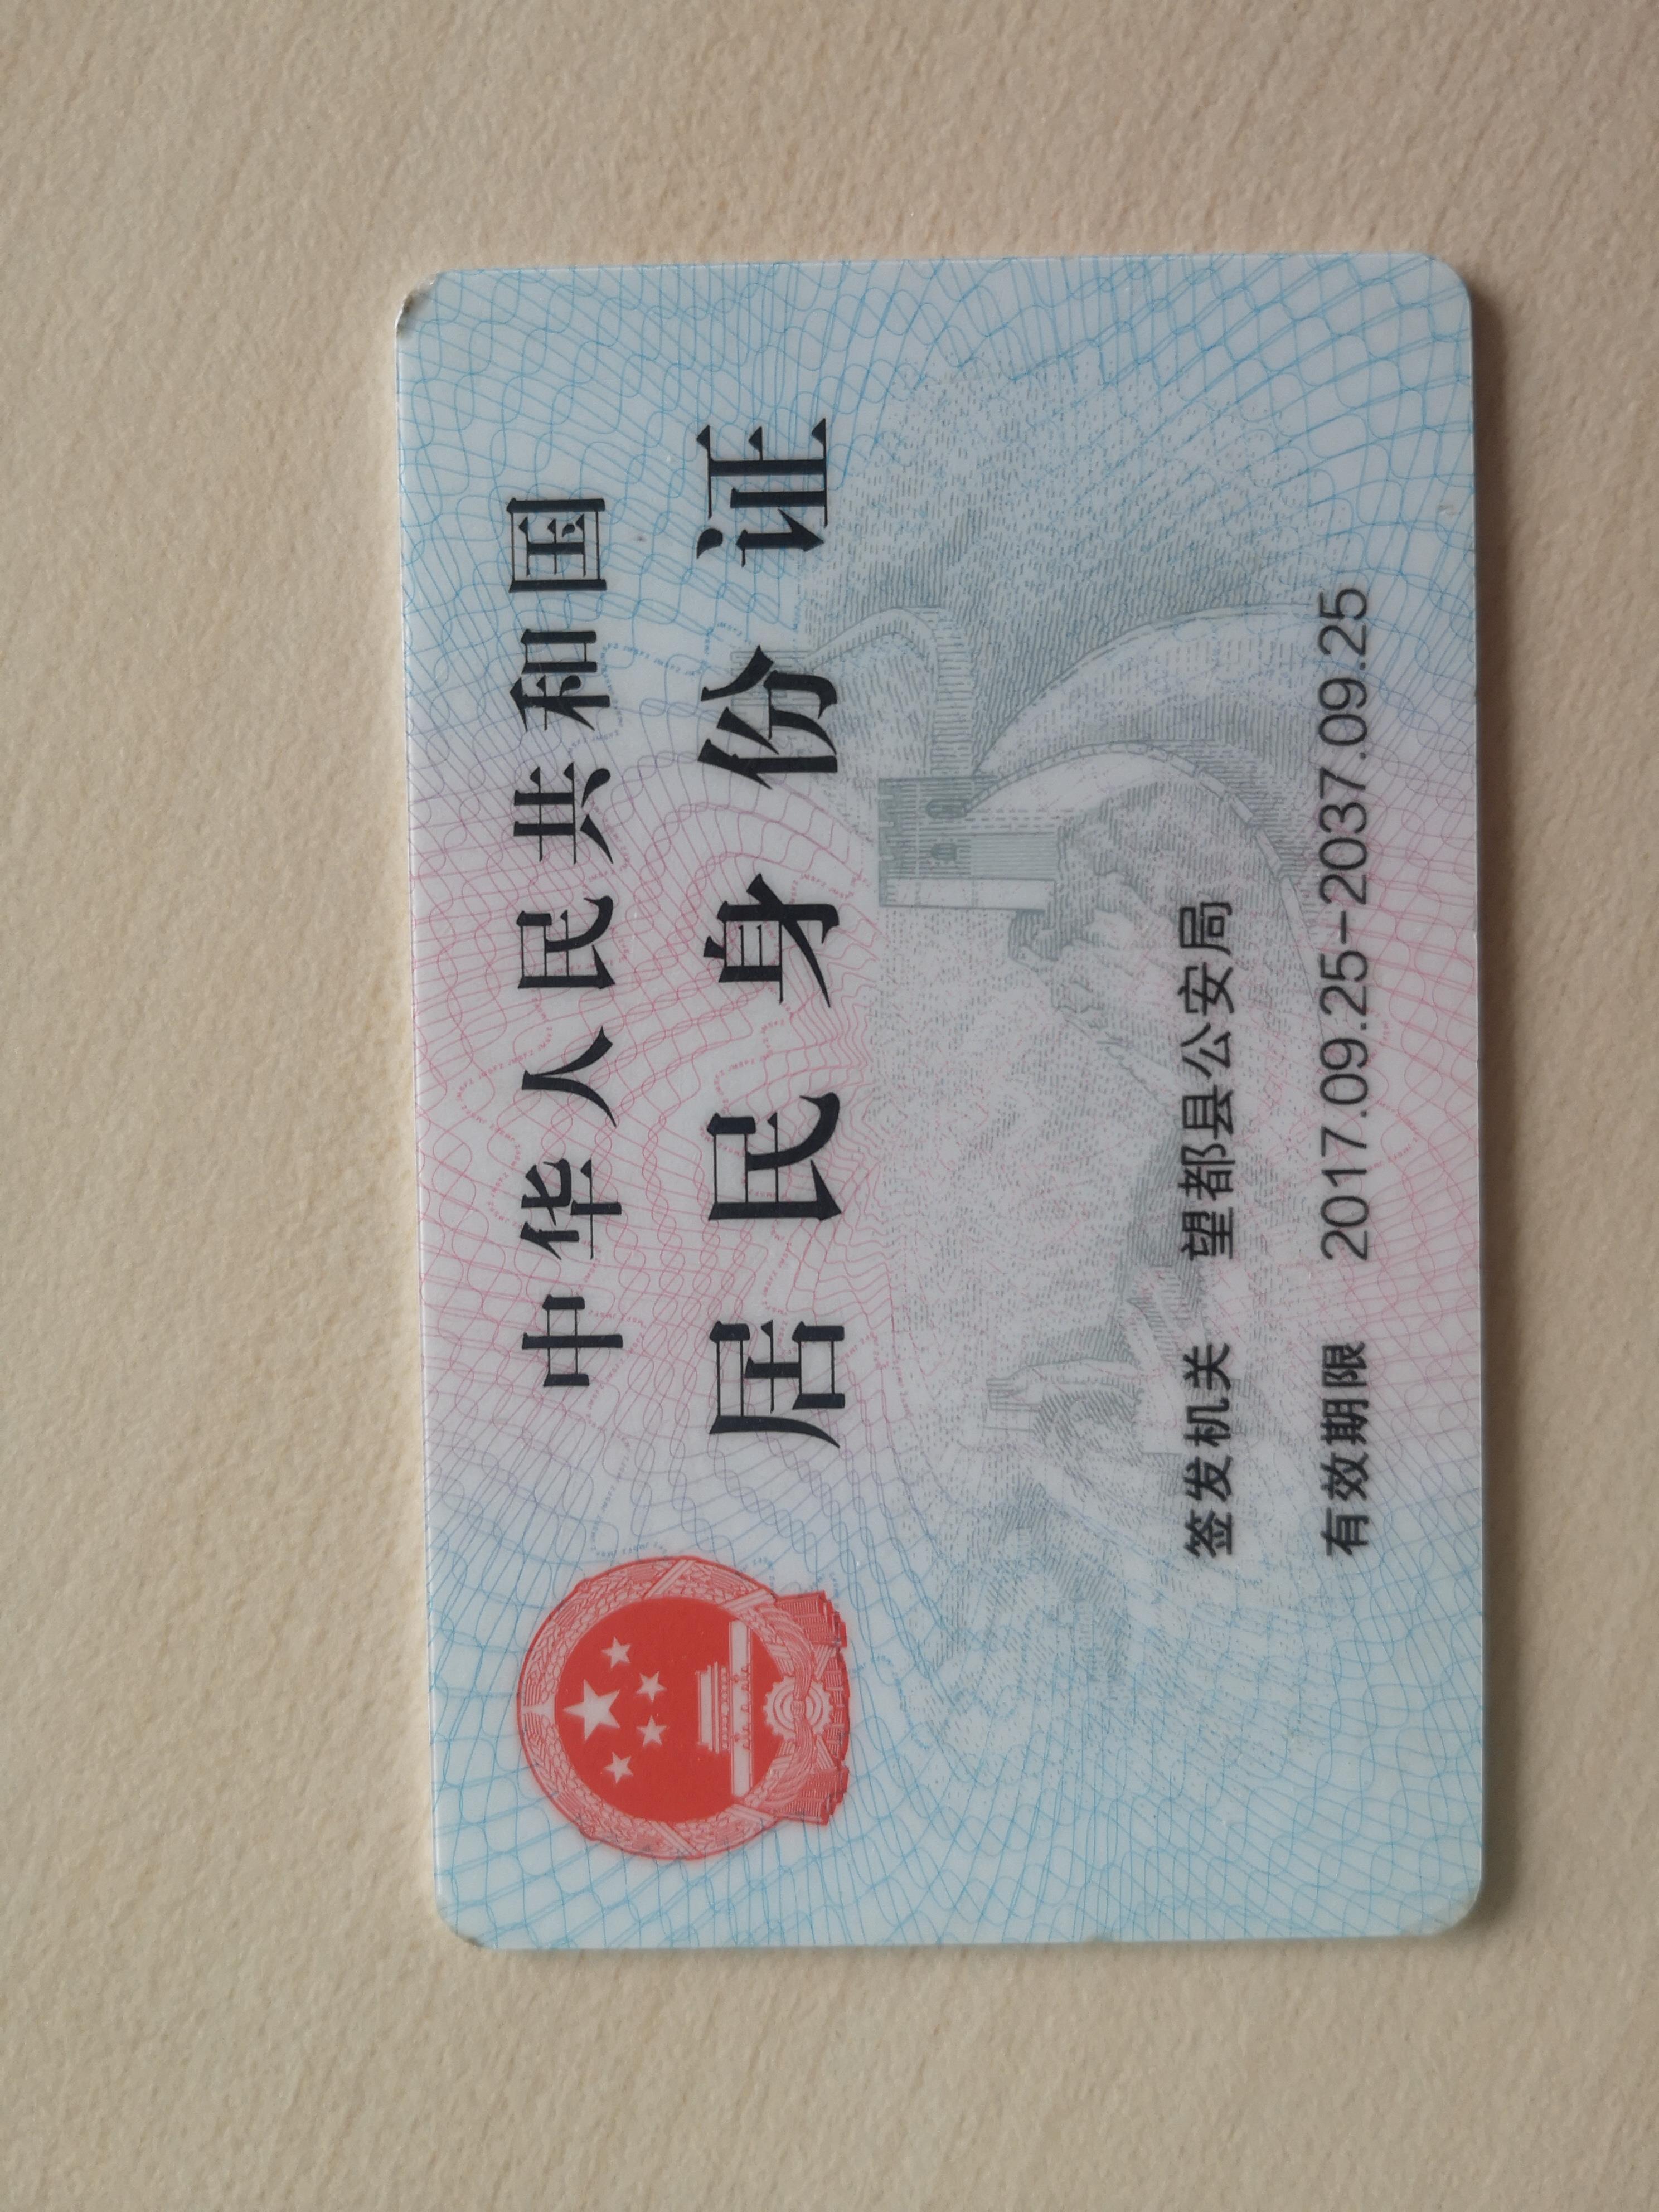 中华人民共和国
居民身份证
签发机关 望都县公安局
有效期限 2017.09.25-2037.09.25